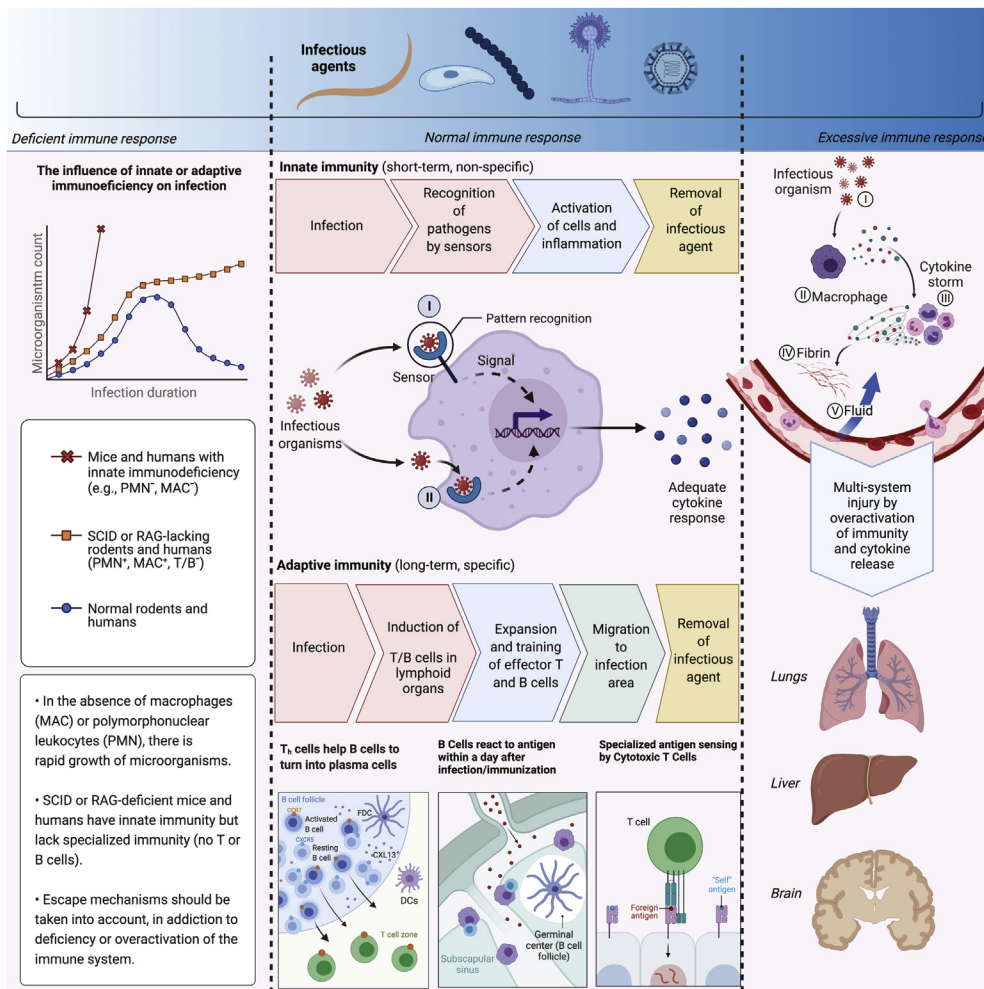 Infectious
agents
Deficient immune response
Normal immune response
Excessive immune response
The influence of innate or adaptive
immunoeficiency on infection
Microorganisntm count
Infection duration
Mice and humans with
innate immunodeficiency
(e.g., PMN⁻, MAC⁻)
SCID or RAG-lacking
rodents and humans
(PMN⁺, MAC⁺, T/B⁻)
Normal rodents and
humans
• In the absence of macrophages
(MAC) or polymorphonuclear
leukocytes (PMN), there is
rapid growth of microorganisms.
• SCID or RAG-deficient mice and
humans have innate immunity but
lack specialized immunity (no T or
B cells).
• Escape mechanisms should be
taken into account, in addiction to
deficiency or overactivation of the
immune system.
Innate immunity (short-term, non-specific)
Infection
Recognition
of
pathogens
by sensors
Activation
of cells and
inflammation
Removal
of
infectious
agent
I
Pattern recognition
Sensor
Signal
Infectious
organisms
II
Adequate
cytokine
response
Adaptive immunity (long-term, specific)
Infection
Induction of
T/B cells in
lymphoid
organs
Expansion
and training
of effector T
and B cells
Migration
to
infection
area
Removal
of
infectious
agent
Tₕ cells help B cells to
turn into plasma cells
B cell follicle
CCR7
Activated
B cell
FDC
CXCR5
Resting
B cell
CXL13⁺
DCs
T cell zone
B Cells react to antigen
within a day after
infection/immunization
Subscapular
sinus
Germinal
center (B cell
follicle)
Specialized antigen sensing
by Cytotoxic T Cells
T cell
"Self"
antigen
Foreign
antigen
Infectious
organism
I
II Macrophage
Cytokine
storm
III
IV Fibrin
V Fluid
Multi-system
injury by
overactivation
of immunity
and cytokine
release
Lungs
Liver
Brain